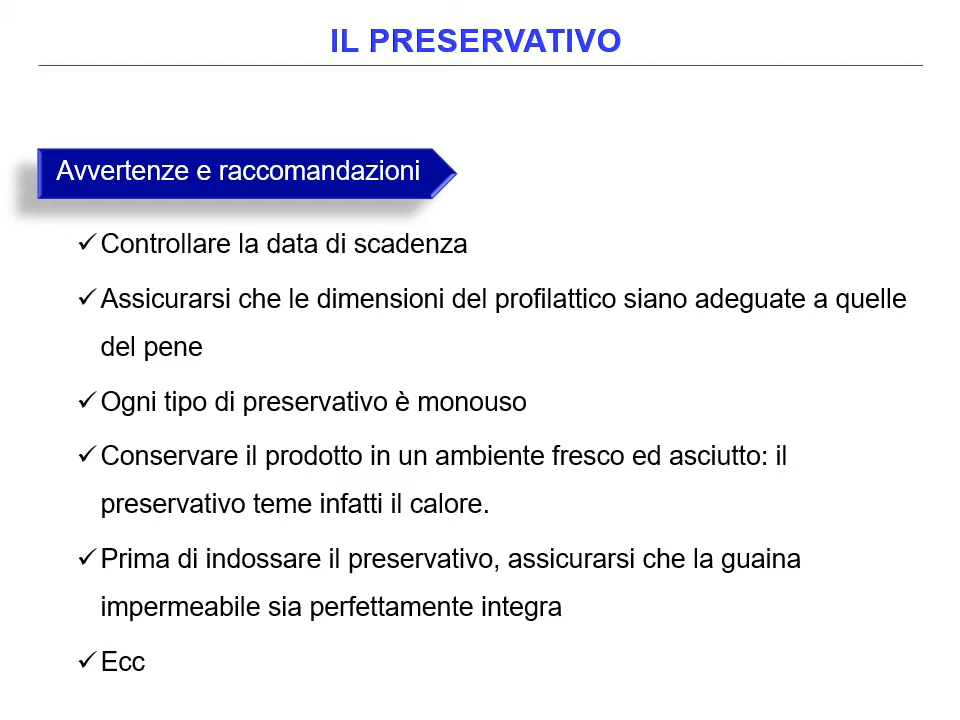 IL PRESERVATIVO
Avvertenze e raccomandazioni
✓Controllare la data di scadenza
✓Assicurarsi che le dimensioni del profilattico siano adeguate a quelle
del pene
✓Ogni tipo di preservativo è monouso
✓Conservare il prodotto in un ambiente fresco ed asciutto: il
preservativo teme infatti il calore.
✓Prima di indossare il preservativo, assicurarsi che la guaina
impermeabile sia perfettamente integra
✓Ecc